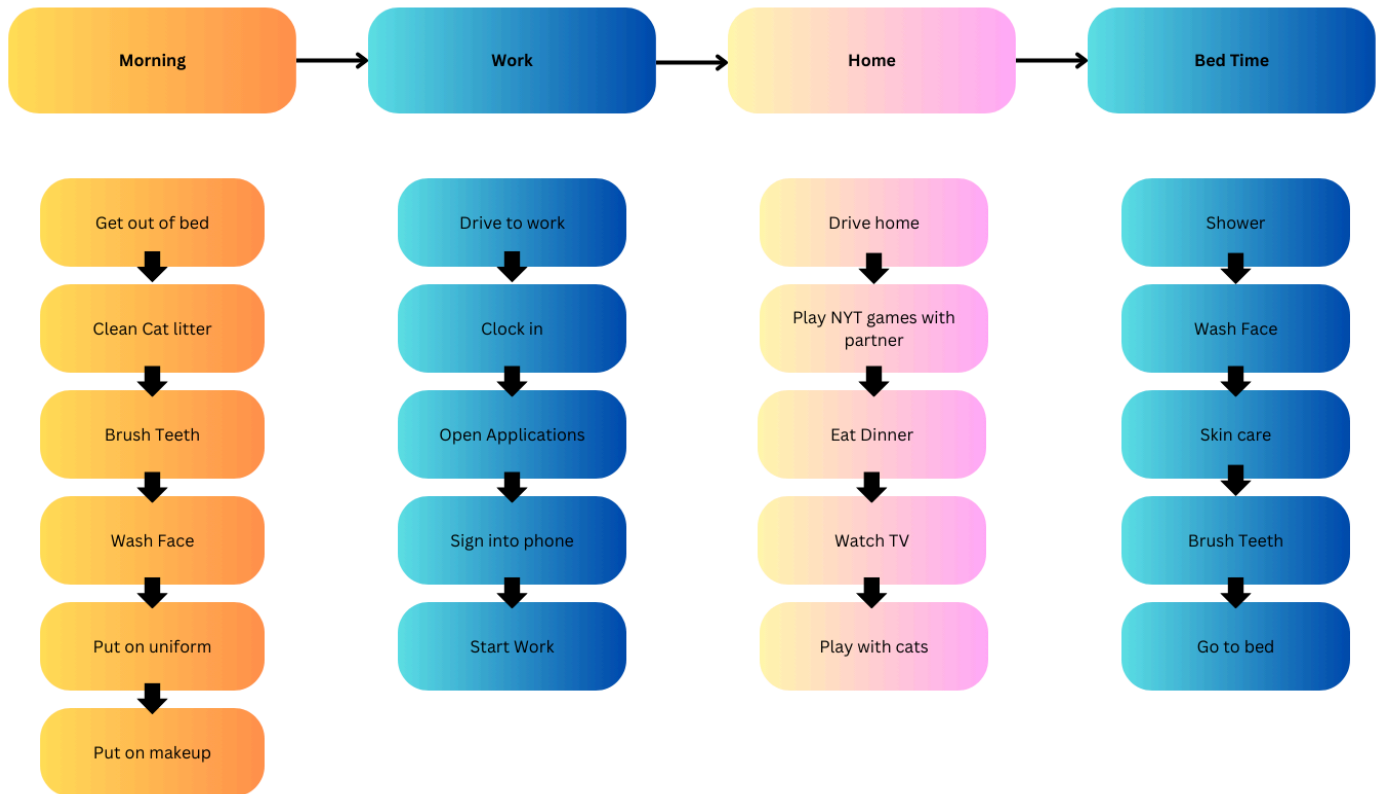 Morning
Work
Home
Bed Time
Get out of bed
Clean Cat litter
Brush Teeth
Wash Face
Put on uniform
Put on makeup
Drive to work
Clock in
Open Applications
Sign into phone
Start Work
Drive home
Play NYT games with
partner
Eat Dinner
Watch TV
Play with cats
Shower
Wash Face
Skin care
Brush Teeth
Go to bed